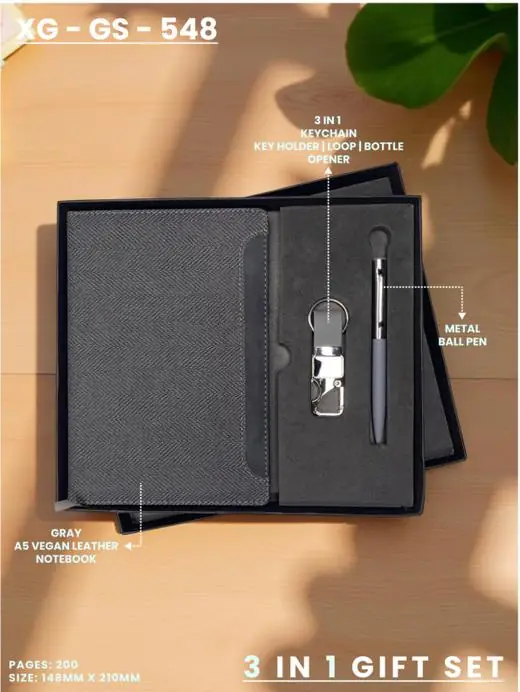 XG - GS - 548
3 IN 1
KEYCHAIN
KEY HOLDER | LOOP | BOTTLE
OPENER
METAL
BALL PEN
GRAY
A5 VEGAN LEATHER
NOTEBOOK
PAGES: 200
SIZE: 148MM X 210MM
3 IN 1 GIFT SET